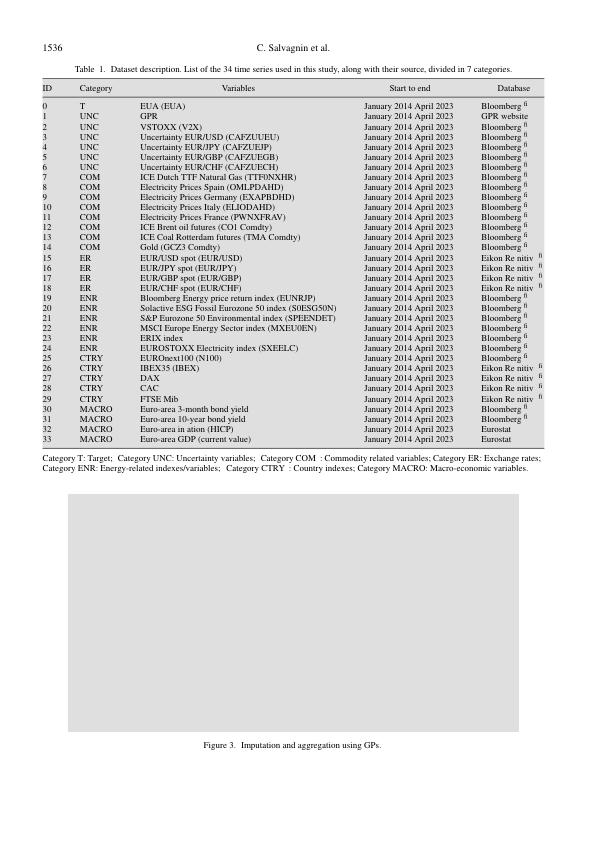 1536
C. Salvagnin et al.
Table 1. Dataset description. List of the 34 time series used in this study, along with their source, divided in 7 categories.
ID Category Variables Start to end Database
0 T EUA (EUA) January 2014 April 2023 Bloomberg fi
1 UNC GPR January 2014 April 2023 GPR website
2 UNC VSTOXX (V2X) January 2014 April 2023 Bloomberg fi
3 UNC Uncertainty EUR/USD (CAFZUUEU) January 2014 April 2023 Bloomberg fi
4 UNC Uncertainty EUR/JPY (CAFZUEJP) January 2014 April 2023 Bloomberg fi
5 UNC Uncertainty EUR/GBP (CAFZUEGB) January 2014 April 2023 Bloomberg fi
6 UNC Uncertainty EUR/CHF (CAFZUECH) January 2014 April 2023 Bloomberg fi
7 COM ICE Dutch TTF Natural Gas (TTF0NXHR) January 2014 April 2023 Bloomberg fi
8 COM Electricity Prices Spain (OMLPDAHD) January 2014 April 2023 Bloomberg fi
9 COM Electricity Prices Germany (EXAPBDHD) January 2014 April 2023 Bloomberg fi
10 COM Electricity Prices Italy (ELIODAHD) January 2014 April 2023 Bloomberg fi
11 COM Electricity Prices France (PWNXFRAV) January 2014 April 2023 Bloomberg fi
12 COM ICE Brent oil futures (CO1 Comdty) January 2014 April 2023 Bloomberg fi
13 COM ICE Coal Rotterdam futures (TMA Comdty) January 2014 April 2023 Bloomberg fi
14 COM Gold (GCZ3 Comdty) January 2014 April 2023 Bloomberg fi
15 ER EUR/USD spot (EUR/USD) January 2014 April 2023 Eikon Re nitiv fi
16 ER EUR/JPY spot (EUR/JPY) January 2014 April 2023 Eikon Re nitiv fi
17 ER EUR/GBP spot (EUR/GBP) January 2014 April 2023 Eikon Re nitiv fi
18 ER EUR/CHF spot (EUR/CHF) January 2014 April 2023 Eikon Re nitiv fi
19 ENR Bloomberg Energy price return index (EUNRJP) January 2014 April 2023 Bloomberg fi
20 ENR Solactive ESG Fossil Eurozone 50 index (S0ESG50N) January 2014 April 2023 Bloomberg fi
21 ENR S&P Eurozone 50 Environmental index (SPEENDET) January 2014 April 2023 Bloomberg fi
22 ENR MSCI Europe Energy Sector index (MXEU0EN) January 2014 April 2023 Bloomberg fi
23 ENR ERIX index January 2014 April 2023 Bloomberg fi
24 ENR EUROSTOXX Electricity index (SXEELC) January 2014 April 2023 Bloomberg fi
25 CTRY EUROnext100 (N100) January 2014 April 2023 Bloomberg fi
26 CTRY IBEX35 (IBEX) January 2014 April 2023 Eikon Re nitiv fi
27 CTRY DAX January 2014 April 2023 Eikon Re nitiv fi
28 CTRY CAC January 2014 April 2023 Eikon Re nitiv fi
29 CTRY FTSE Mib January 2014 April 2023 Eikon Re nitiv fi
30 MACRO Euro-area 3-month bond yield January 2014 April 2023 Bloomberg fi
31 MACRO Euro-area 10-year bond yield January 2014 April 2023 Bloomberg fi
32 MACRO Euro-area in ation (HICP) January 2014 April 2023 Eurostat
33 MACRO Euro-area GDP (current value) January 2014 April 2023 Eurostat
Category T: Target; Category UNC: Uncertainty variables; Category COM : Commodity related variables; Category ER: Exchange rates;
Category ENR: Energy-related indexes/variables; Category CTRY : Country indexes; Category MACRO: Macro-economic variables.
Figure 3. Imputation and aggregation using GPs.